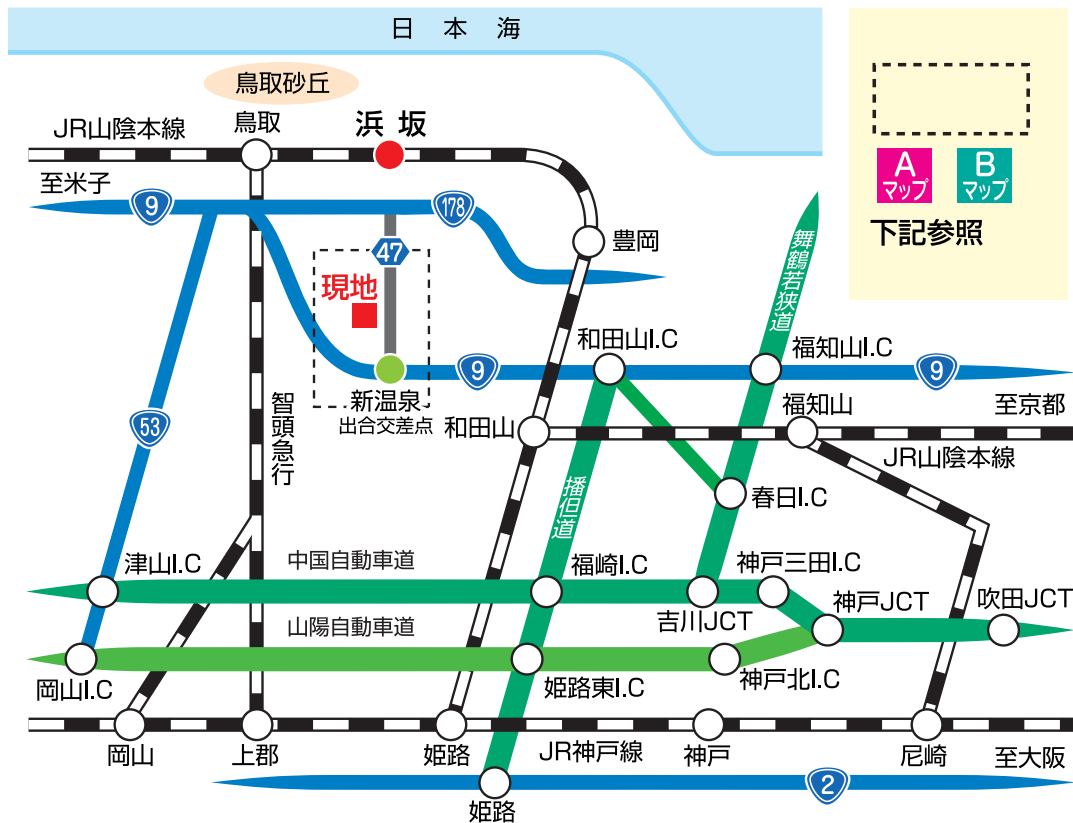 日本海
鳥取砂丘
JR山陰本線
鳥取
浜坂
至米子
9
178
豊岡
47
現地
舞鶴若狭道
A
マップ
B
マップ
下記参照
和田山I.C
福知山I.C
9
9
新温泉
出合交差点
和田山
福知山
至京都
JR山陰本線
53
智頭急行
播但道
春日I.C
津山I.C
中国自動車道
福崎I.C
神戸三田I.C
吉川JCT
神戸JCT
吹田JCT
山陽自動車道
岡山I.C
姫路東I.C
神戸北I.C
岡山
上郡
姫路
JR神戸線
神戸
尼崎
至大阪
姫路
2